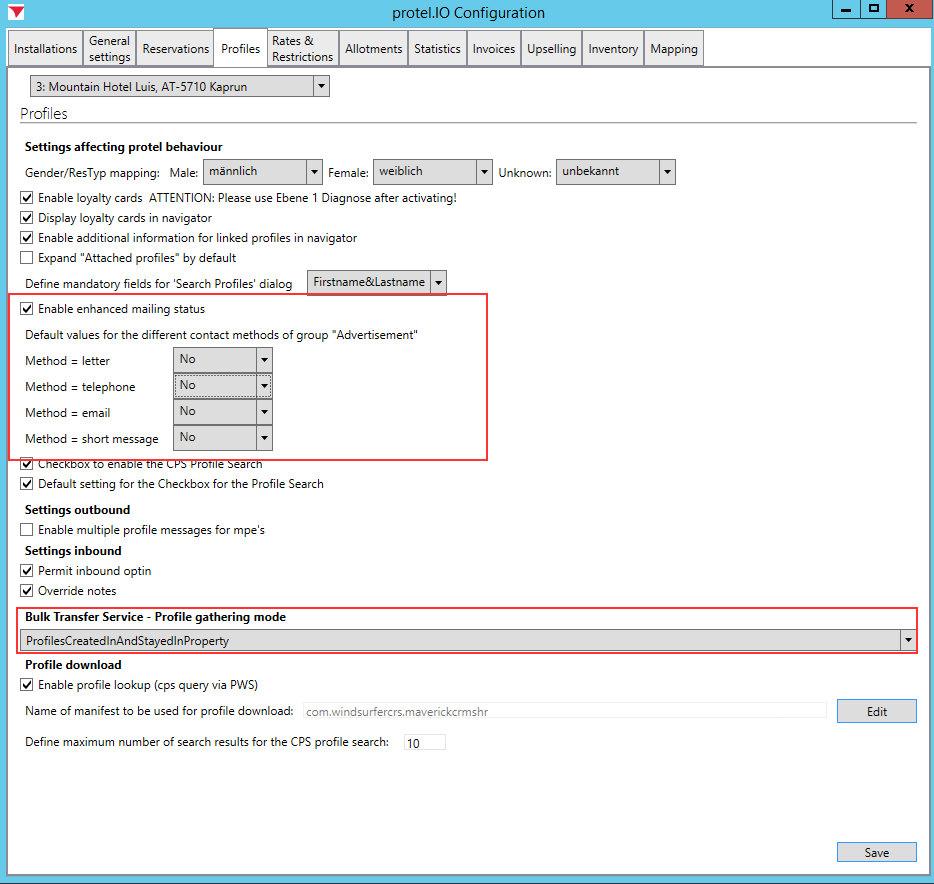 protel.IO Configuration
Installations
General settings
Reservations
Profiles
Rates & Restrictions
Allotments
Statistics
Invoices
Upselling
Inventory
Mapping
3: Mountain Hotel Luis, AT-5710 Kaprun
Profiles
Settings affecting protel behaviour
Gender/ResTyp mapping: Male: männlich Female: weiblich Unknown: unbekannt
Enable loyalty cards ATTENTION: Please use Ebene 1 Diagnose after activating!
Display loyalty cards in navigator
Enable additional information for linked profiles in navigator
Expand "Attached profiles" by default
Define mandatory fields for 'Search Profiles' dialog Firstname&Lastname
Enable enhanced mailing status
Default values for the different contact methods of group "Advertisement"
Method = letter No
Method = telephone No
Method = email No
Method = short message No
Checkbox to enable the CPS Profile Search
Default setting for the Checkbox for the Profile Search
Settings outbound
Enable multiple profile messages for mpe's
Settings inbound
Permit inbound optin
Override notes
Bulk Transfer Service - Profile gathering mode
ProfilesCreatedInAndStayedInProperty
Profile download
Enable profile lookup (cps query via PWS)
Name of manifest to be used for profile download: com.windsurfercrs.maverickcrmshr Edit
Define maximum number of search results for the CPS profile search: 10
Save